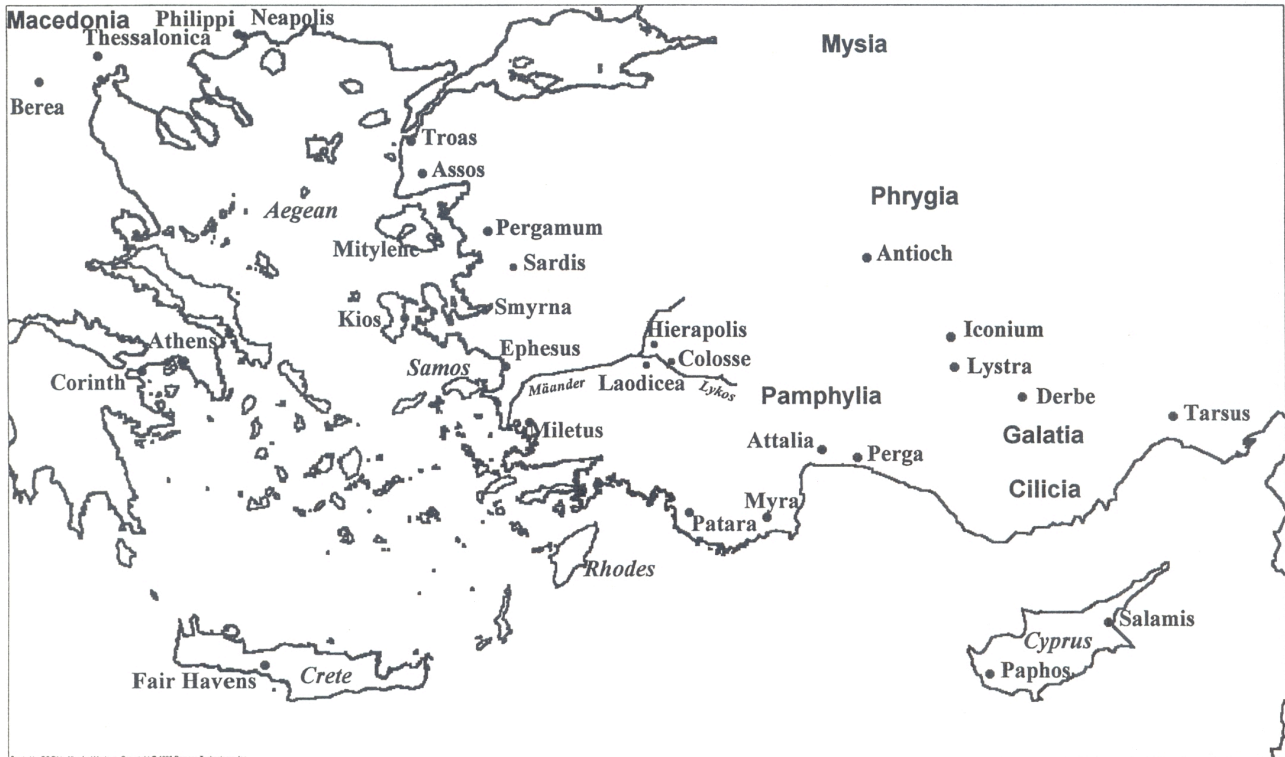 Macedonia
Philippi
Neapolis
Thessalonica
Mysia
Berea
Troas
Assos
Phrygia
Aegean
Pergamum
Mitylene
Antioch
Sardis
Smyrna
Kios
Hierapolis
Iconium
Athens
Ephesus
Colosse
Samos
Lystra
Corinth
Mäander
Laodicea
Lykos
Pamphylia
Derbe
Tarsus
Miletus
Attalia
Perga
Galatia
Cilicia
Myra
Patara
Rhodes
Salamis
Cyprus
Fair Havens
Crete
Paphos